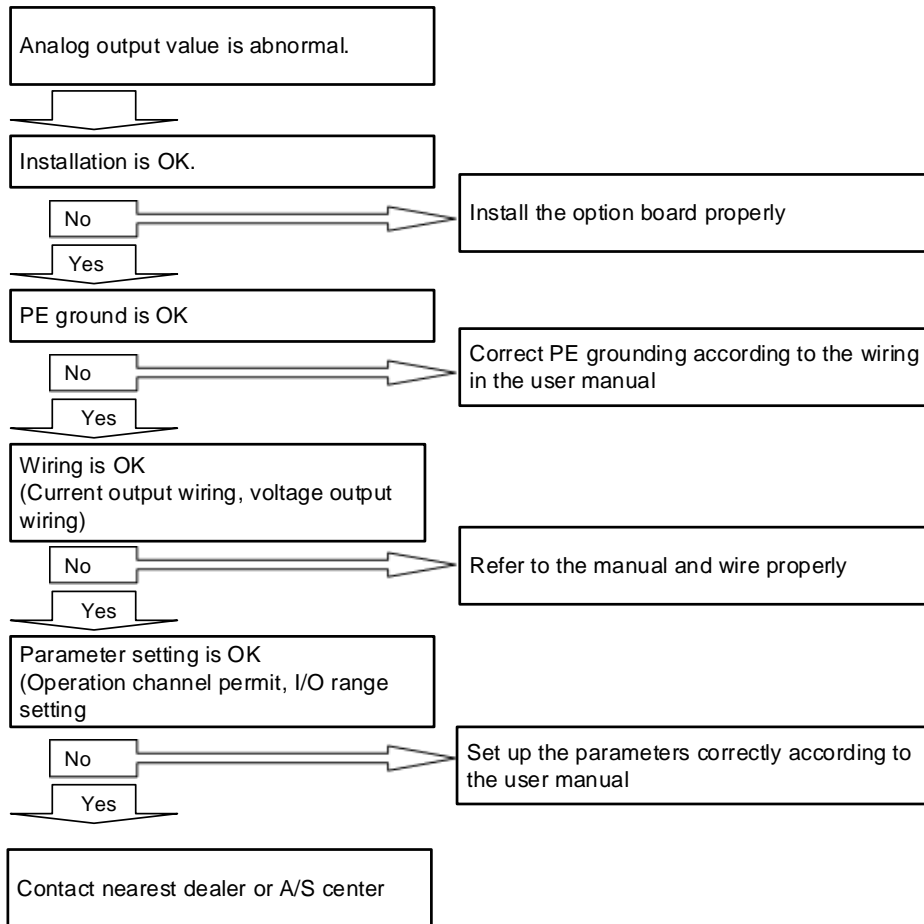 Analog output value is abnormal.
Installation is OK.
No
Install the option board properly
Yes
PE ground is OK
No
Correct PE grounding according to the wiring
in the user manual
Yes
Wiring is OK
(Current output wiring, voltage output
wiring)
No
Refer to the manual and wire properly
Yes
Parameter setting is OK
(Operation channel permit, I/O range
setting
No
Set up the parameters correctly according to
the user manual
Yes
Contact nearest dealer or A/S center